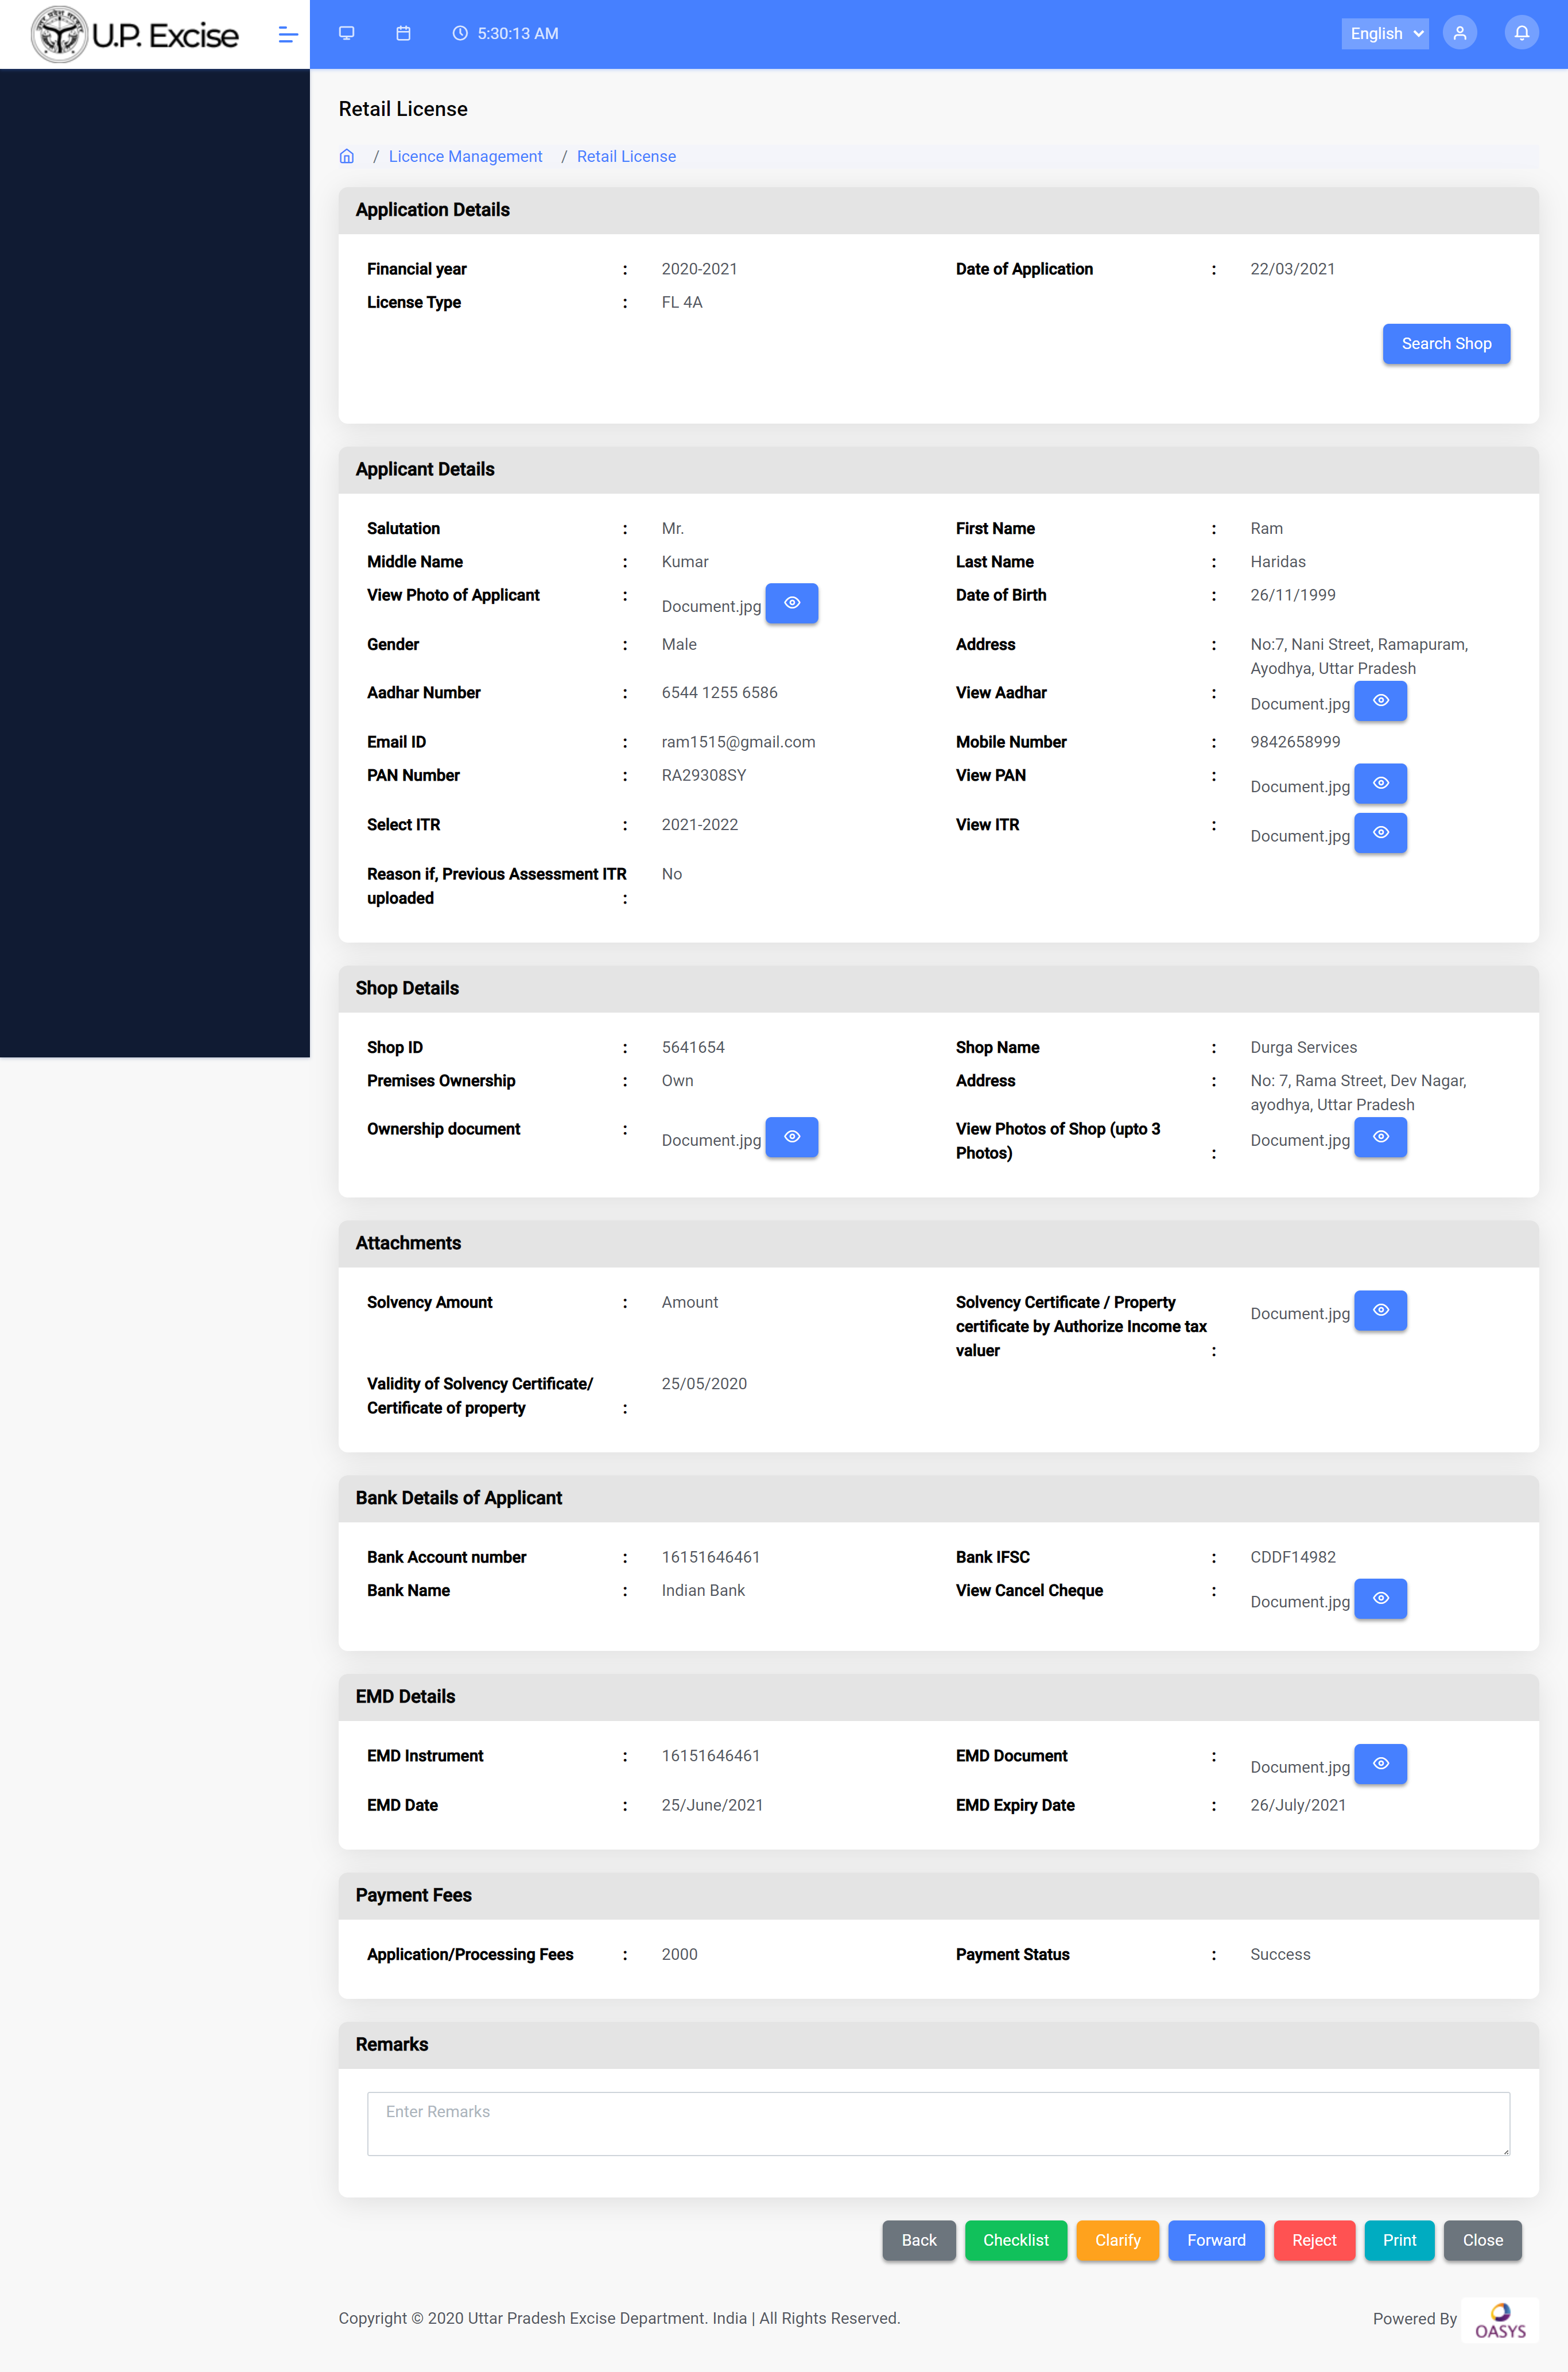 U.P. Excise
5:30:13 AM
English
Retail License
/ Licence Management / Retail License
Application Details
Financial year : 2020-2021 Date of Application : 22/03/2021
License Type : FL 4A
Search Shop
Applicant Details
Salutation : Mr. First Name : Ram
Middle Name : Kumar Last Name : Haridas
View Photo of Applicant : Document.jpg Date of Birth : 26/11/1999
Gender : Male Address : No:7, Nani Street, Ramapuram,
Ayodhya, Uttar Pradesh
Aadhar Number : 6544 1255 6586 View Aadhar : Document.jpg
Email ID : ram1515@gmail.com Mobile Number : 9842658999
PAN Number : RA29308SY View PAN : Document.jpg
Select ITR : 2021-2022 View ITR : Document.jpg
Reason if, Previous Assessment ITR No
uploaded :
Shop Details
Shop ID : 5641654 Shop Name : Durga Services
Premises Ownership : Own Address : No: 7, Rama Street, Dev Nagar,
ayodhya, Uttar Pradesh
Ownership document : Document.jpg View Photos of Shop (upto 3 Document.jpg
Photos) :
Attachments
Solvency Amount : Amount Solvency Certificate / Property Document.jpg
certificate by Authorize Income tax
valuer :
Validity of Solvency Certificate/ 25/05/2020
Certificate of property :
Bank Details of Applicant
Bank Account number : 16151646461 Bank IFSC : CDDF14982
Bank Name : Indian Bank View Cancel Cheque : Document.jpg
EMD Details
EMD Instrument : 16151646461 EMD Document : Document.jpg
EMD Date : 25/June/2021 EMD Expiry Date : 26/July/2021
Payment Fees
Application/Processing Fees : 2000 Payment Status : Success
Remarks
Enter Remarks
Back Checklist Clarify Forward Reject Print Close
Copyright © 2020 Uttar Pradesh Excise Department. India | All Rights Reserved. Powered By OASYS